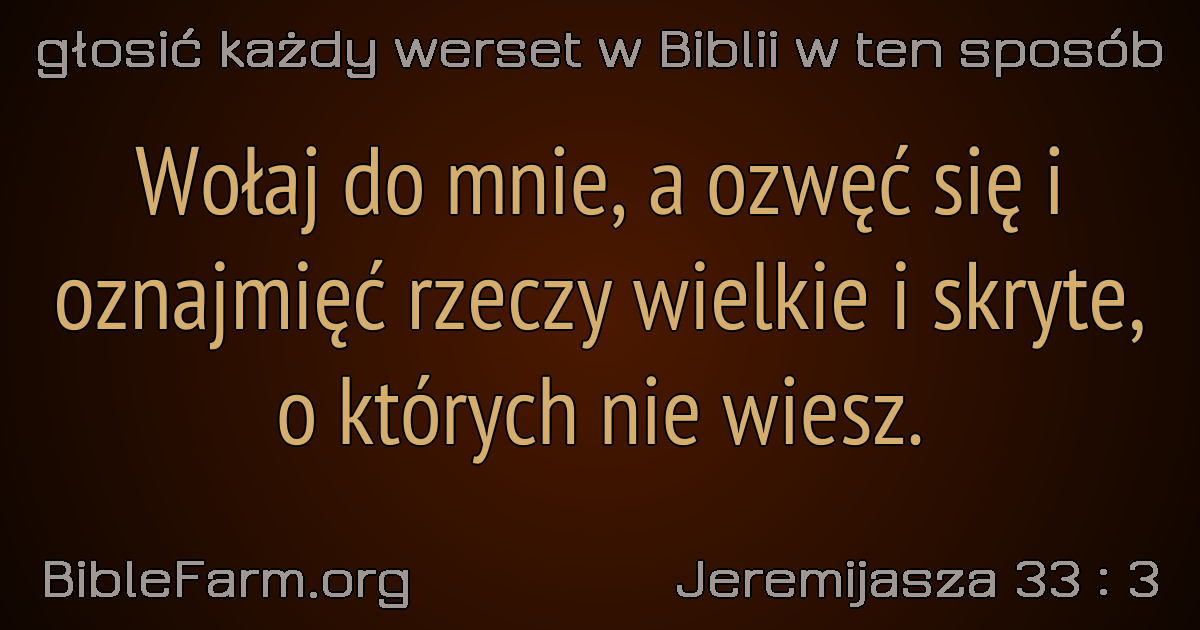 głosić każdy werset w Biblii w ten sposób
Wołaj do mnie, a ozwęć się i
oznajmięć rzeczy wielkie i skryte,
o których nie wiesz.
BibleFarm.org
Jeremijasza 33 : 3